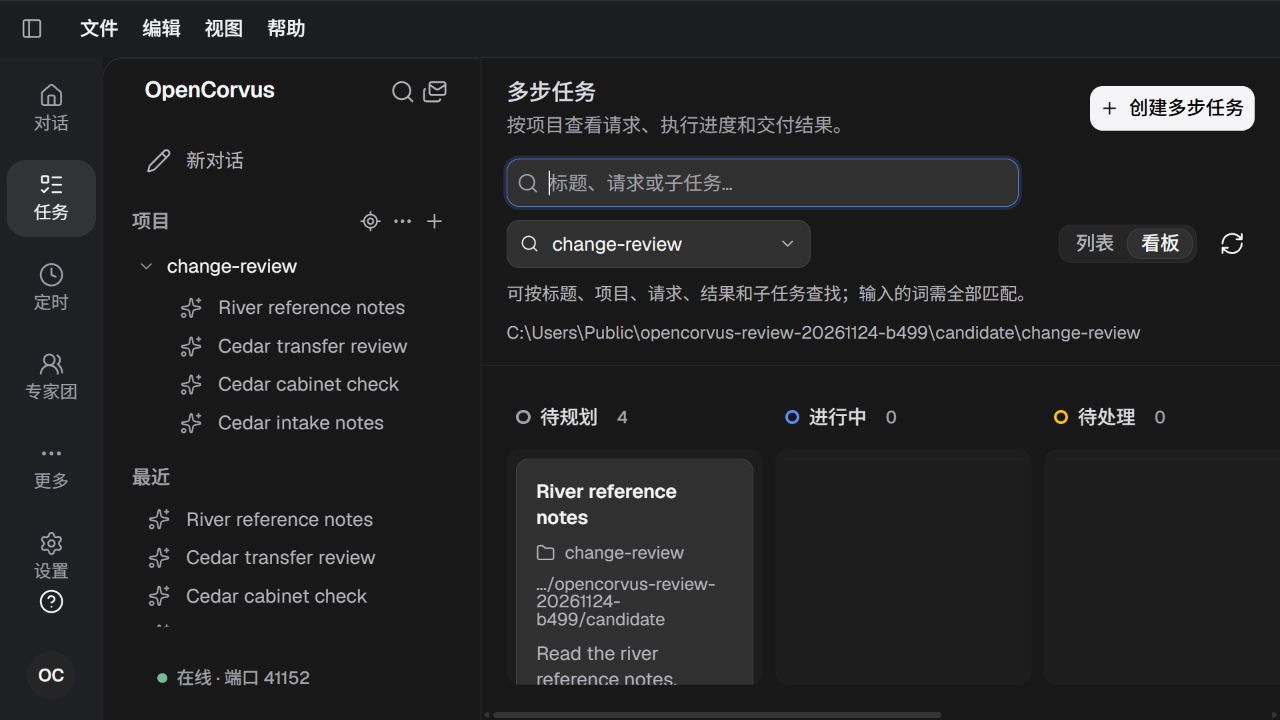 文件 编辑 视图 帮助
对话
任务
定时
专家团
更多
设置
OC
OpenCorvus
新对话
项目
change-review
River reference notes
Cedar transfer review
Cedar cabinet check
Cedar intake notes
最近
River reference notes
Cedar transfer review
Cedar cabinet check
在线 · 端口 41152
多步任务
按项目查看请求、执行进度和交付结果。
创建多步任务
标题、请求或子任务...
change-review
列表 看板
可按标题、项目、请求、结果和子任务查找；输入的词需全部匹配。
C:\Users\Public\opencorvus-review-20261124-b499\candidate\change-review
待规划 4
进行中 0
待处理 0
River reference
notes
change-review
.../opencorvus-review-
20261124-
b499/candidate
Read the river
reference notes.